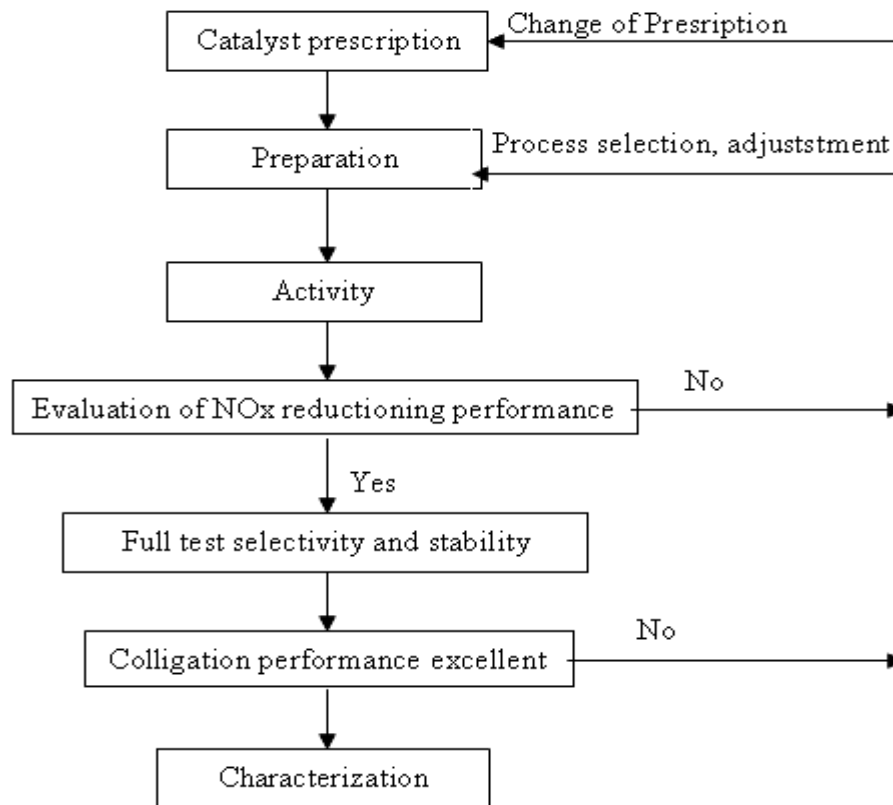 Catalyst prescription
Change of Presription
Process selection, adjuststment
Preparation
Activity
No
Evaluation of NOx reductioning performance
Yes
Full test selectivity and stability
No
Colligation performance excellent
Characterization